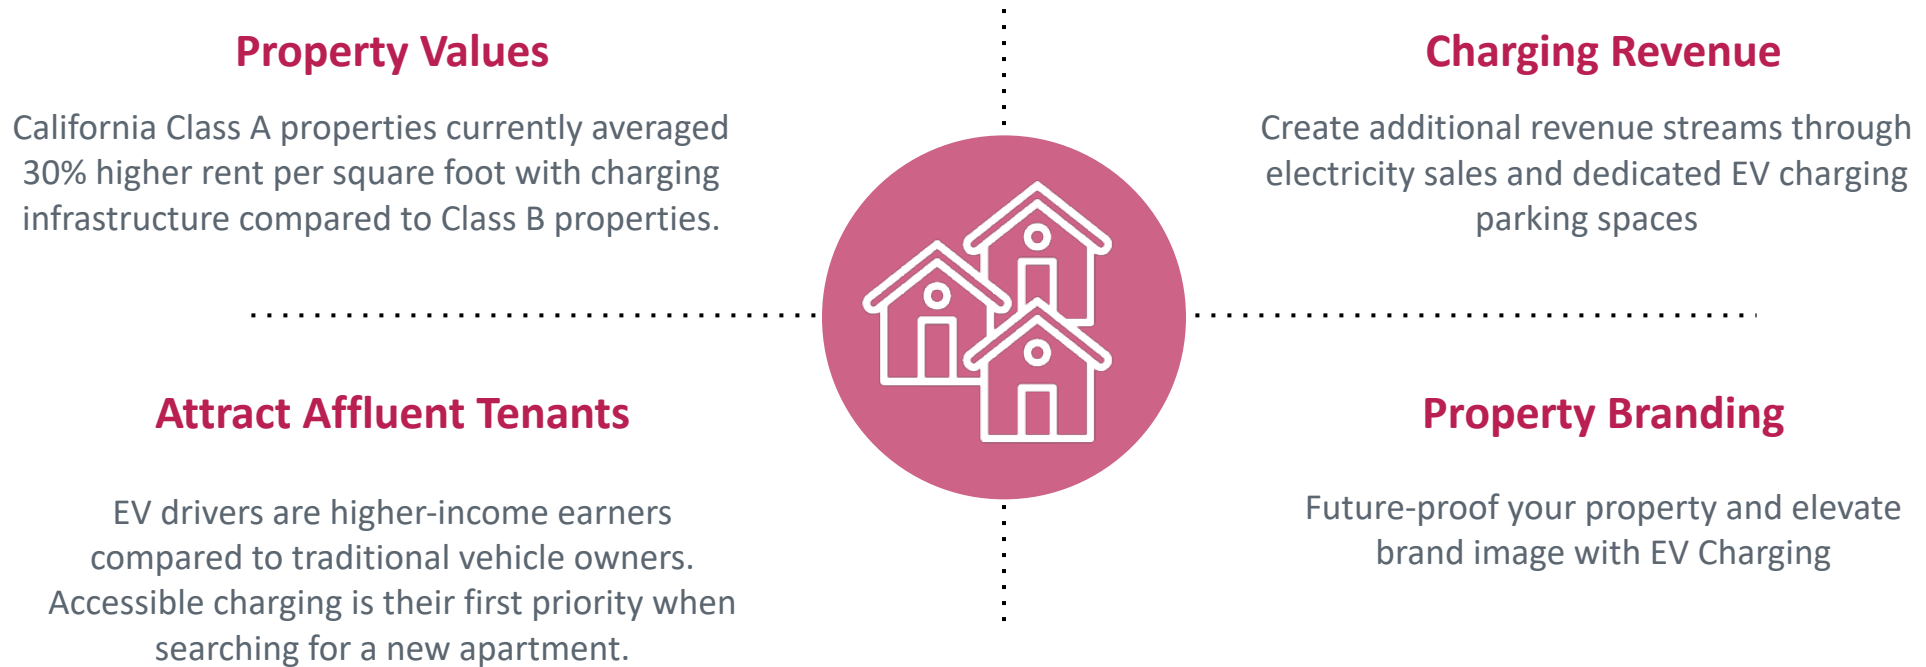 Property Values
California Class A properties currently averaged
30% higher rent per square foot with charging
infrastructure compared to Class B properties.
Charging Revenue
Create additional revenue streams through
electricity sales and dedicated EV charging
parking spaces
Attract Affluent Tenants
EV drivers are higher-income earners
compared to traditional vehicle owners.
Accessible charging is their first priority when
searching for a new apartment.
Property Branding
Future-proof your property and elevate
brand image with EV Charging